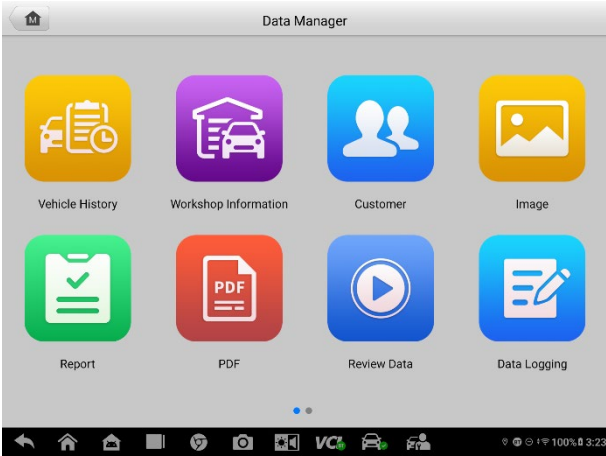 M
Data Manager
Vehicle History
Workshop Information
Customer
Image
PDF
Report
PDF
Review Data
Data Logging
VCI
100%
3:23